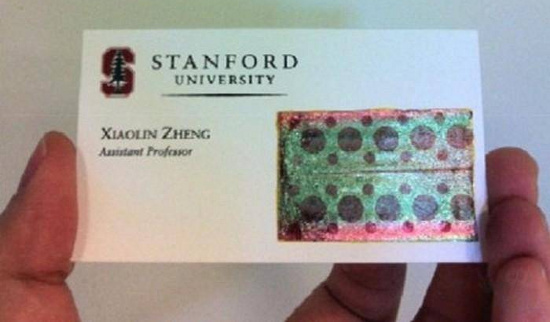 STANFORD
UNIVERSITY
XIAOLIN ZHENG
Assistant Professor